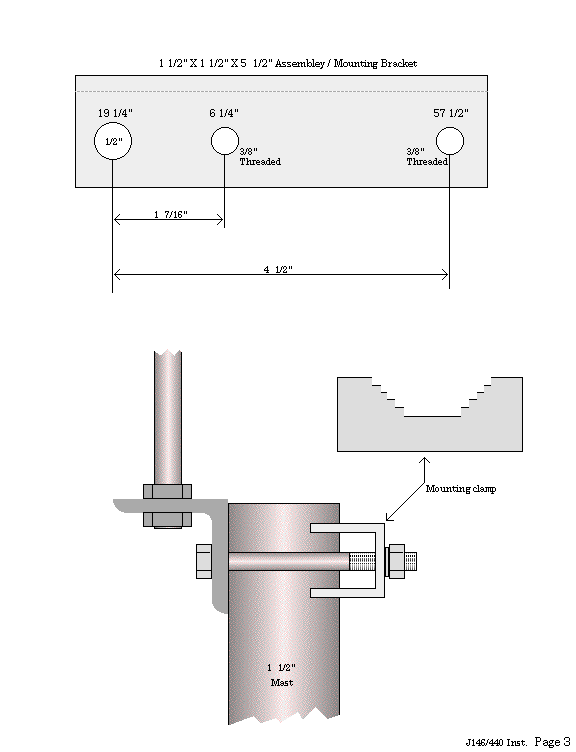 1 1/2" X 1 1/2" X 5 1/2" Assembley / Mounting Bracket
19 1/4" 6 1/4" 57 1/2"
1/2"
3/8" 3/8"
Threaded Threaded
1 7/16"
4 1/2"
Mounting clamp
1 1/2"
Mast
J146/440 Inst. Page 3